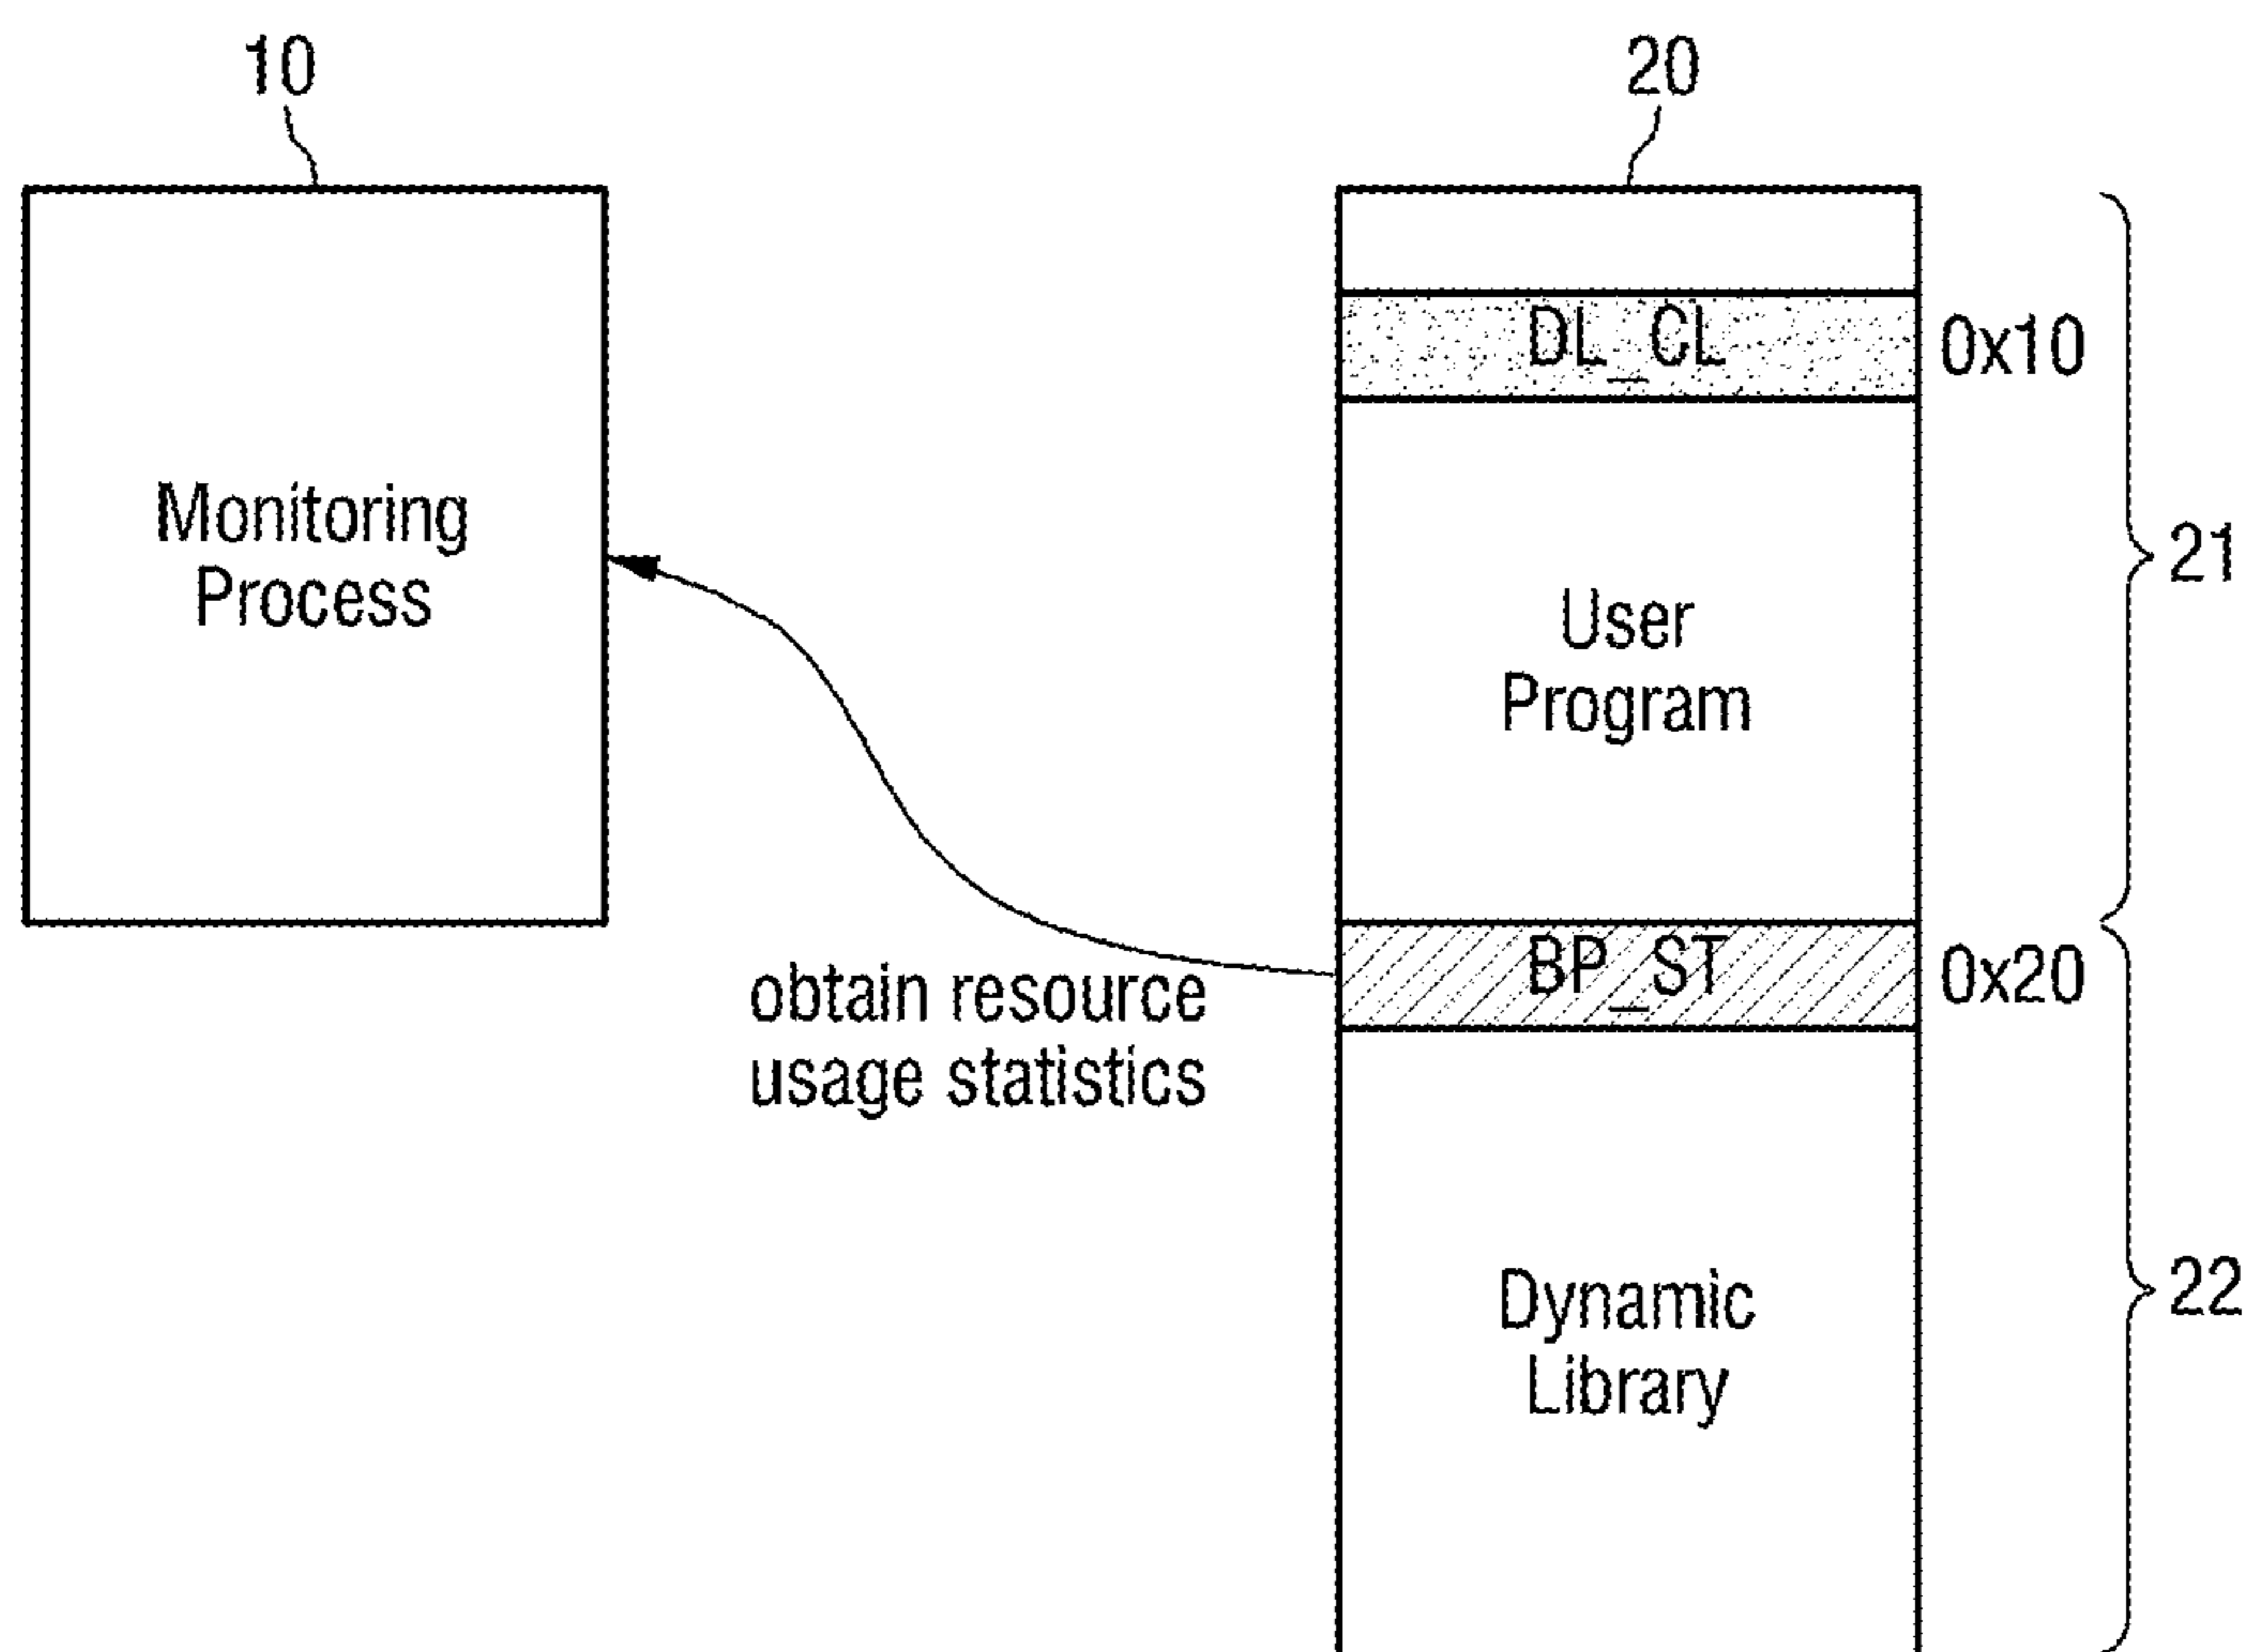 10
20
DL_CL
0x10
Monitoring
Process
User
Program
21
BP_ST
0x20
obtain resource
usage statistics
Dynamic
Library
22